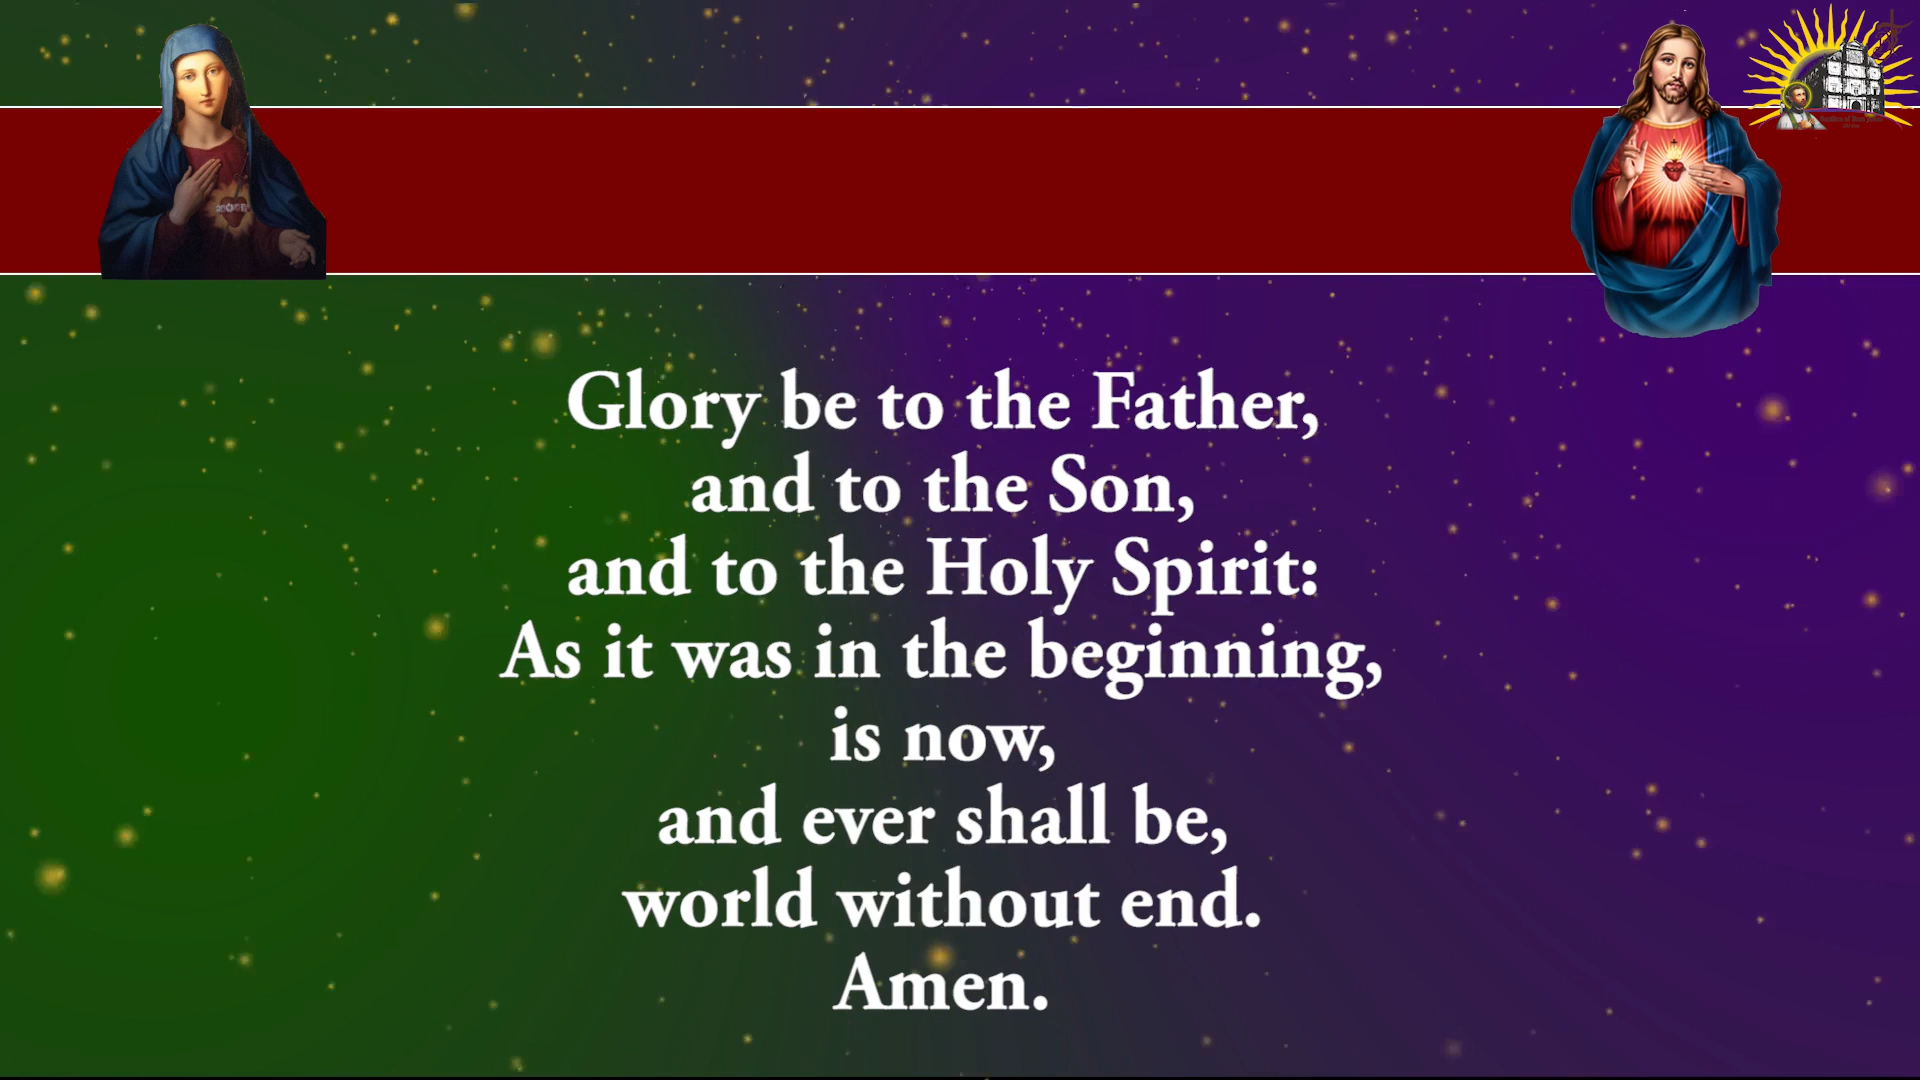 Glory be to the Father,
and to the Son,
and to the Holy Spirit:
As it was in the beginning,
is now,
and ever shall be,
world without end.
Amen.